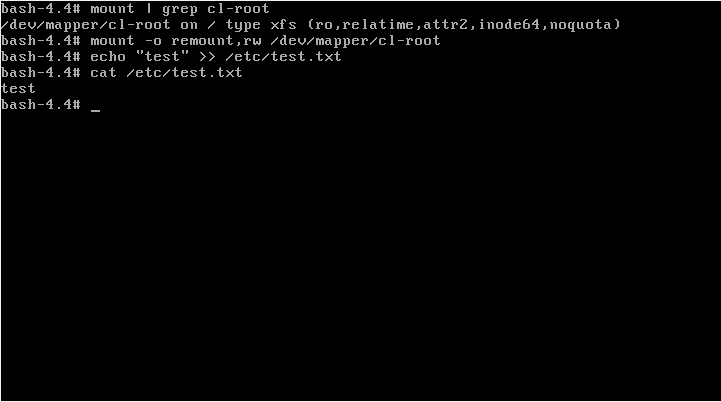 bash-4.4# mount | grep cl-root
/dev/mapper/cl-root on / type xfs (ro,relatime,attr2,inode64,noquota)
bash-4.4# mount -o remount,rw /dev/mapper/cl-root
bash-4.4# echo "test" >> /etc/test.txt
bash-4.4# cat /etc/test.txt
test
bash-4.4# _